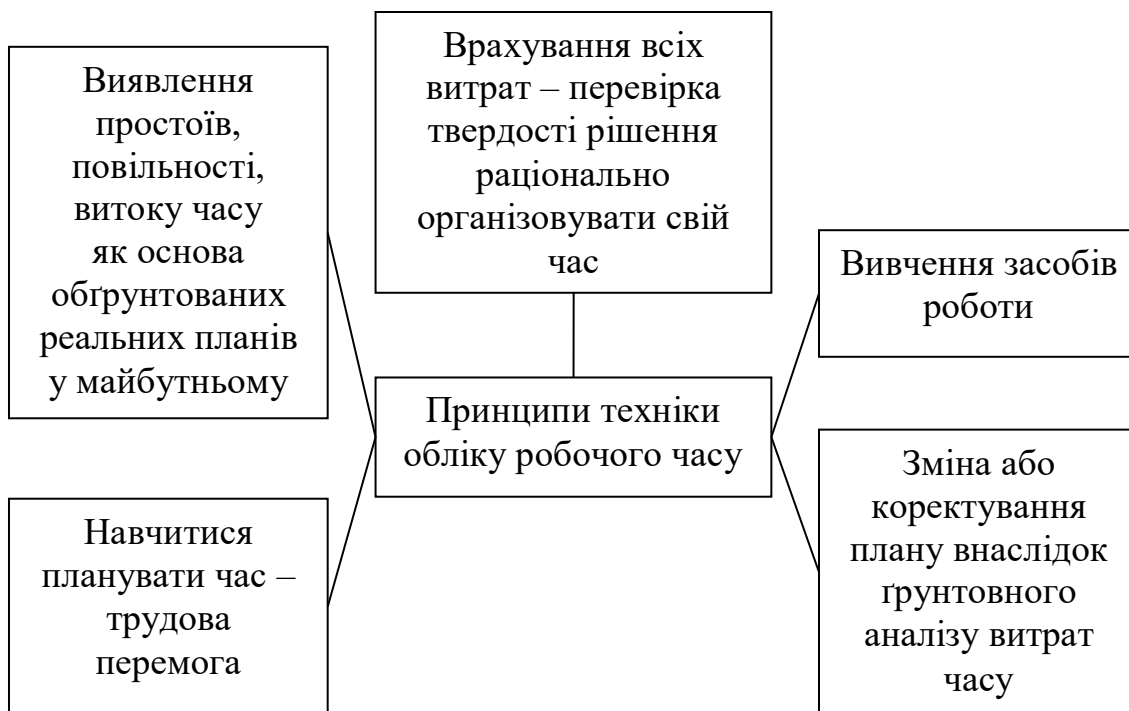 Виявлення
простоїв,
повільності,
витоку часу
як основа
обґрунтованих
реальних планів
у майбутньому
Врахування всіх
витрат – перевірка
твердості рішення
раціонально
організовувати свій
час
Вивчення засобів
роботи
Принципи техніки
обліку робочого часу
Навчитися
планувати час –
трудова
перемога
Зміна або
коректування
плану внаслідок
ґрунтовного
аналізу витрат
часу